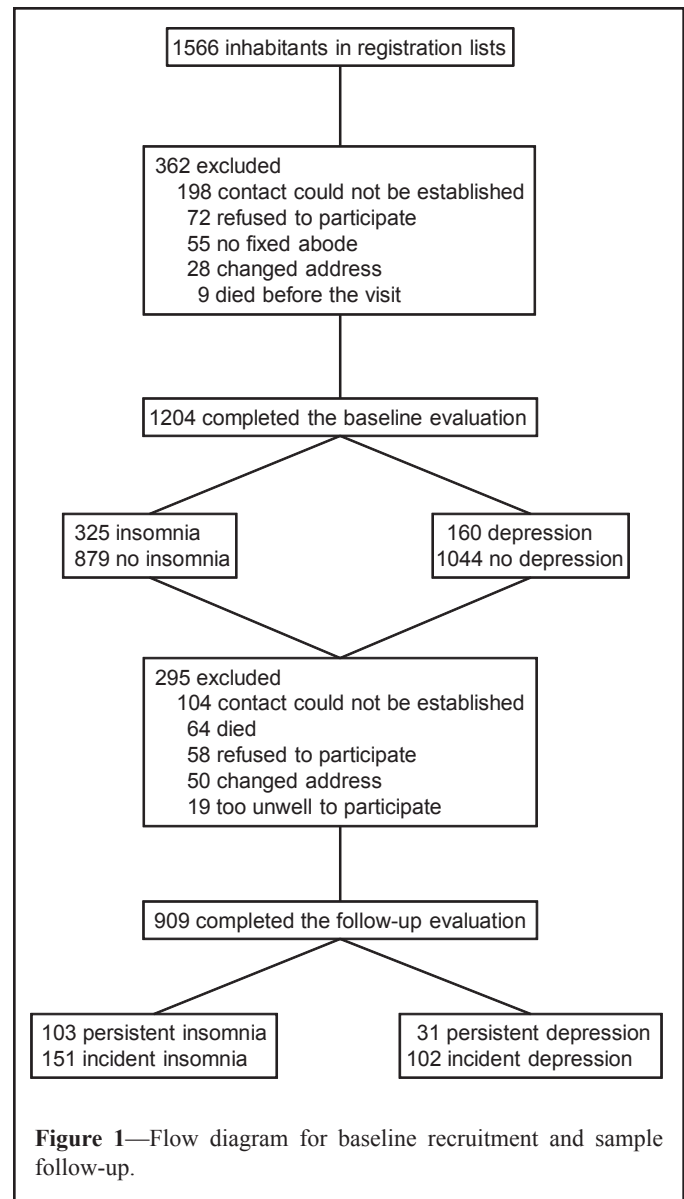 1566 inhabitants in registration lists
362 excluded
198 contact could not be established
72 refused to participate
55 no fixed abode
28 changed address
9 died before the visit
1204 completed the baseline evaluation
325 insomnia
879 no insomnia
160 depression
1044 no depression
295 excluded
104 contact could not be established
64 died
58 refused to participate
50 changed address
19 too unwell to participate
909 completed the follow-up evaluation
103 persistent insomnia
151 incident insomnia
31 persistent depression
102 incident depression
Figure 1—Flow diagram for baseline recruitment and sample
follow-up.